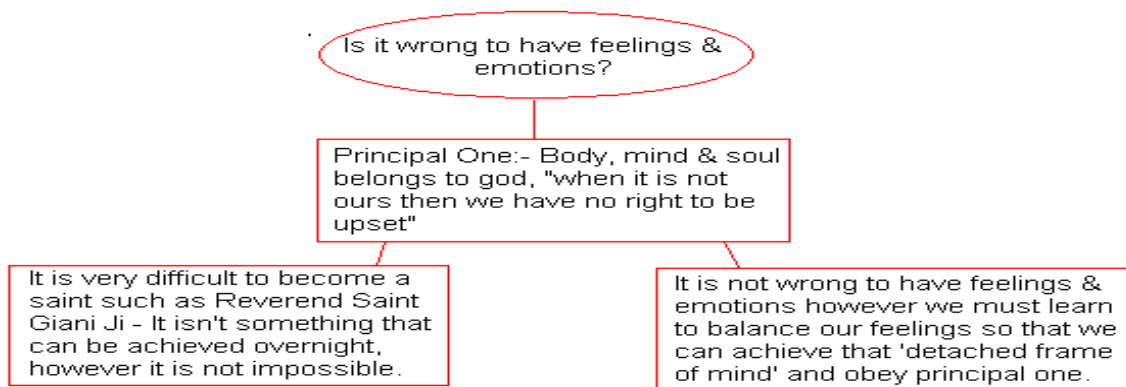 Is it wrong to have feelings &
emotions?
Principal One:- Body, mind & soul
belongs to god, "when it is not
ours then we have no right to be
upset"
It is very difficult to become a
saint such as Reverend Saint
Giani Ji - It isn't something that
can be achieved overnight,
however it is not impossible.
It is not wrong to have feelings &
emotions however we must learn
to balance our feelings so that we
can achieve that 'detached frame
of mind' and obey principal one.